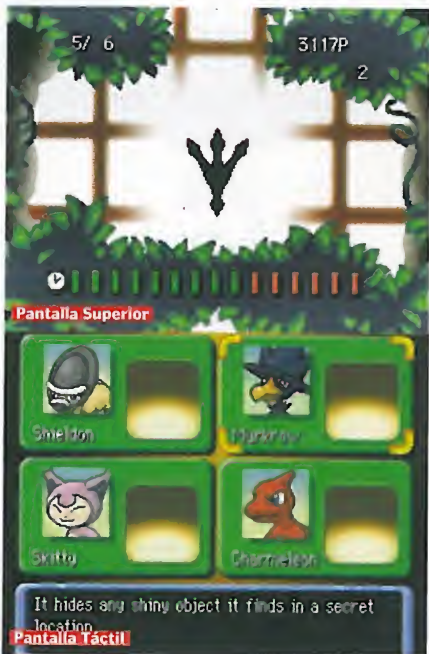 5/ 6
3117P
2
Pantalla Superior
Shieldon
Murkrow
Skitty
Charmeleon
It hides any shiny object it finds in a secret
location
Pantalla Táctil